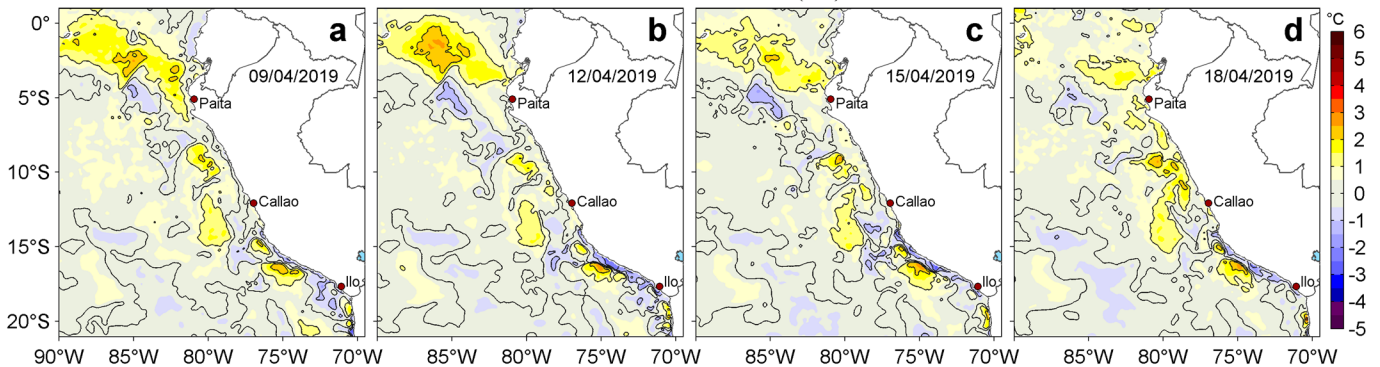 a
09/04/2019
Paita
Callao
Ilo
b
12/04/2019
Paita
Callao
Ilo
c
15/04/2019
Paita
Callao
Ilo
d
18/04/2019
Paita
Callao
Ilo
0°
5°S
10°S
15°S
20°S
90°W 85°W 80°W 75°W 70°W
85°W 80°W 75°W 70°W
85°W 80°W 75°W 70°W
85°W 80°W 75°W 70°W
°C
6
5
4
3
2
1
0
-1
-2
-3
-4
-5